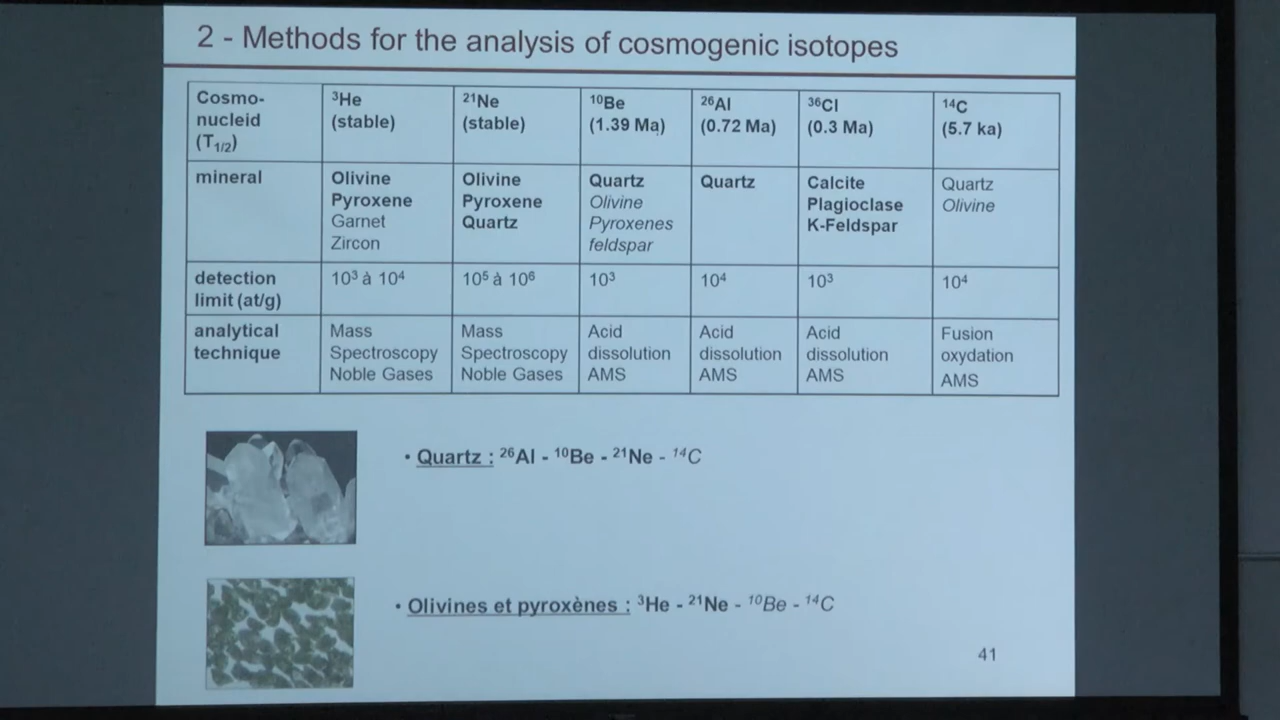 2 - Methods for the analysis of cosmogenic isotopes
Cosmo-
nucleid
(T1/2)
³He
(stable)
²¹Ne
(stable)
¹⁰Be
(1.39 Ma)
²⁶Al
(0.72 Ma)
³⁶Cl
(0.3 Ma)
¹⁴C
(5.7 ka)
mineral
Olivine
Pyroxene
Garnet
Zircon
Olivine
Pyroxene
Quartz
Quartz
Olivine
Pyroxenes
feldspar
Quartz
Calcite
Plagioclase
K-Feldspar
Quartz
Olivine
detection
limit (at/g)
10³ à 10⁴
10⁵ à 10⁶
10³
10⁴
10³
10⁴
analytical
technique
Mass
Spectroscopy
Noble Gases
Mass
Spectroscopy
Noble Gases
Acid
dissolution
AMS
Acid
dissolution
AMS
Acid
dissolution
AMS
Fusion
oxydation
AMS
• Quartz : ²⁶Al - ¹⁰Be - ²¹Ne - ¹⁴C
• Olivines et pyroxènes : ³He - ²¹Ne - ¹⁰Be - ¹⁴C
41